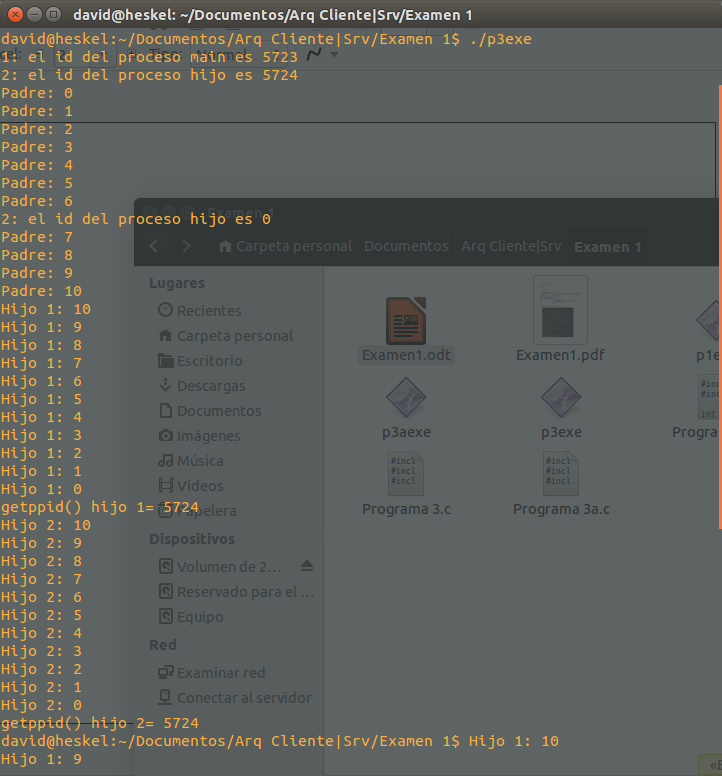 david@heskel: ~/Documentos/Arq Cliente|Srv/Examen 1
david@heskel:~/Documentos/Arq Cliente|Srv/Examen 1$ ./p3exe
1: el id del proceso main es 5723
2: el id del proceso hijo es 5724
Padre: 0
Padre: 1
Padre: 2
Padre: 3
Padre: 4
Padre: 5
Padre: 6
2: el id del proceso hijo es 0
Padre: 7
Padre: 8
Padre: 9
Padre: 10
Hijo 1: 10
Hijo 1: 9
Hijo 1: 8
Hijo 1: 7
Hijo 1: 6
Hijo 1: 5
Hijo 1: 4
Hijo 1: 3
Hijo 1: 2
Hijo 1: 1
Hijo 1: 0
getppid() hijo 1= 5724
Hijo 2: 10
Hijo 2: 9
Hijo 2: 8
Hijo 2: 7
Hijo 2: 6
Hijo 2: 5
Hijo 2: 4
Hijo 2: 3
Hijo 2: 2
Hijo 2: 1
Hijo 2: 0
getppid() hijo 2= 5724
david@heskel:~/Documentos/Arq Cliente|Srv/Examen 1$ Hijo 1: 10
Hijo 1: 9
Examen 1
Carpeta personal Documentos Arq Cliente|Srv Examen 1
Lugares
Recientes
Carpeta personal
Escritorio
Descargas
Documentos
Imágenes
Música
Vídeos
Papelera
Dispositivos
Volumen de 2...
Reservado para el ...
Equipo
Red
Examinar red
Conectar al servidor
Examen1.odt Examen1.pdf
p3aexe p3exe
#incl #incl #incl
#incl #incl #incl
Programa 3.c Programa 3a.c